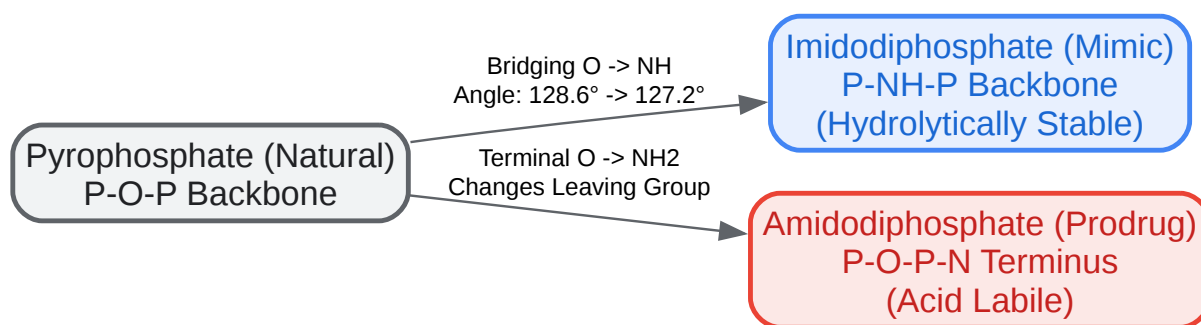 Pyrophosphate (Natural)
P-O-P Backbone
Bridging O -> NH
Angle: 128.6° -> 127.2°
Terminal O -> NH2
Changes Leaving Group
Imidodiphosphate (Mimic)
P-NH-P Backbone
(Hydrolytically Stable)
Amidodiphosphate (Prodrug)
P-O-P-N Terminus
(Acid Labile)